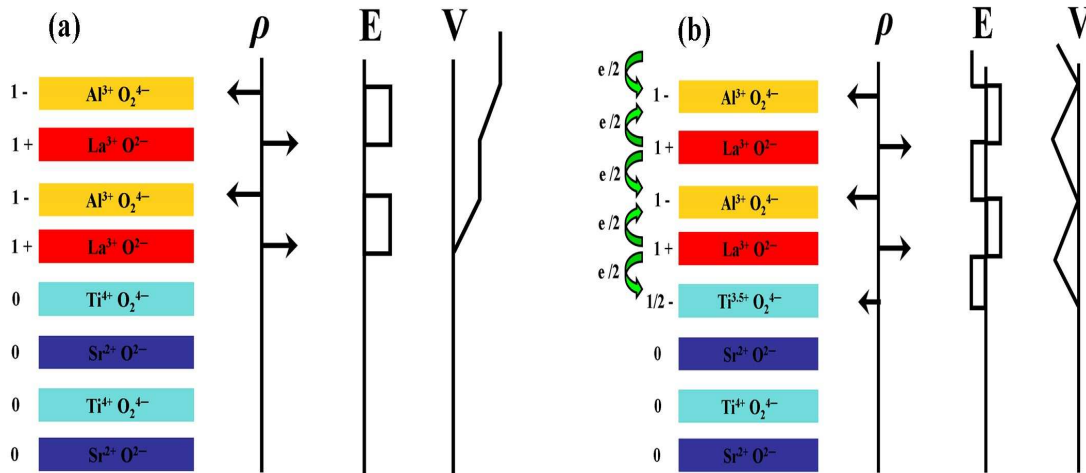 (a) ρ E V
1 - Al³⁺ O₂⁴⁻
1 + La³⁺ O²⁻
1 - Al³⁺ O₂⁴⁻
1 + La³⁺ O²⁻
0 Ti⁴⁺ O₂⁴⁻
0 Sr²⁺ O²⁻
0 Ti⁴⁺ O₂⁴⁻
0 Sr²⁺ O²⁻
(b) ρ E V
e /2
1 - Al³⁺ O₂⁴⁻
e /2
1 + La³⁺ O²⁻
e /2
1 - Al³⁺ O₂⁴⁻
e /2
1 + La³⁺ O²⁻
e /2
1/2 - Ti³·⁵⁺ O₂⁴⁻
0 Sr²⁺ O²⁻
0 Ti⁴⁺ O₂⁴⁻
0 Sr²⁺ O²⁻